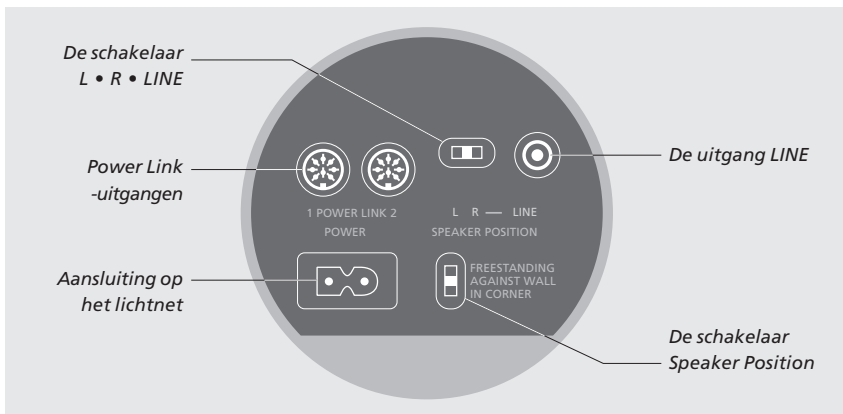 De schakelaar
L • R • LINE
Power Link
-uitgangen
De uitgang LINE
1 POWER LINK 2
L R — LINE
POWER
SPEAKER POSITION
Aansluiting op
het lichtnet
FREESTANDING
AGAINST WALL
IN CORNER
De schakelaar
Speaker Position